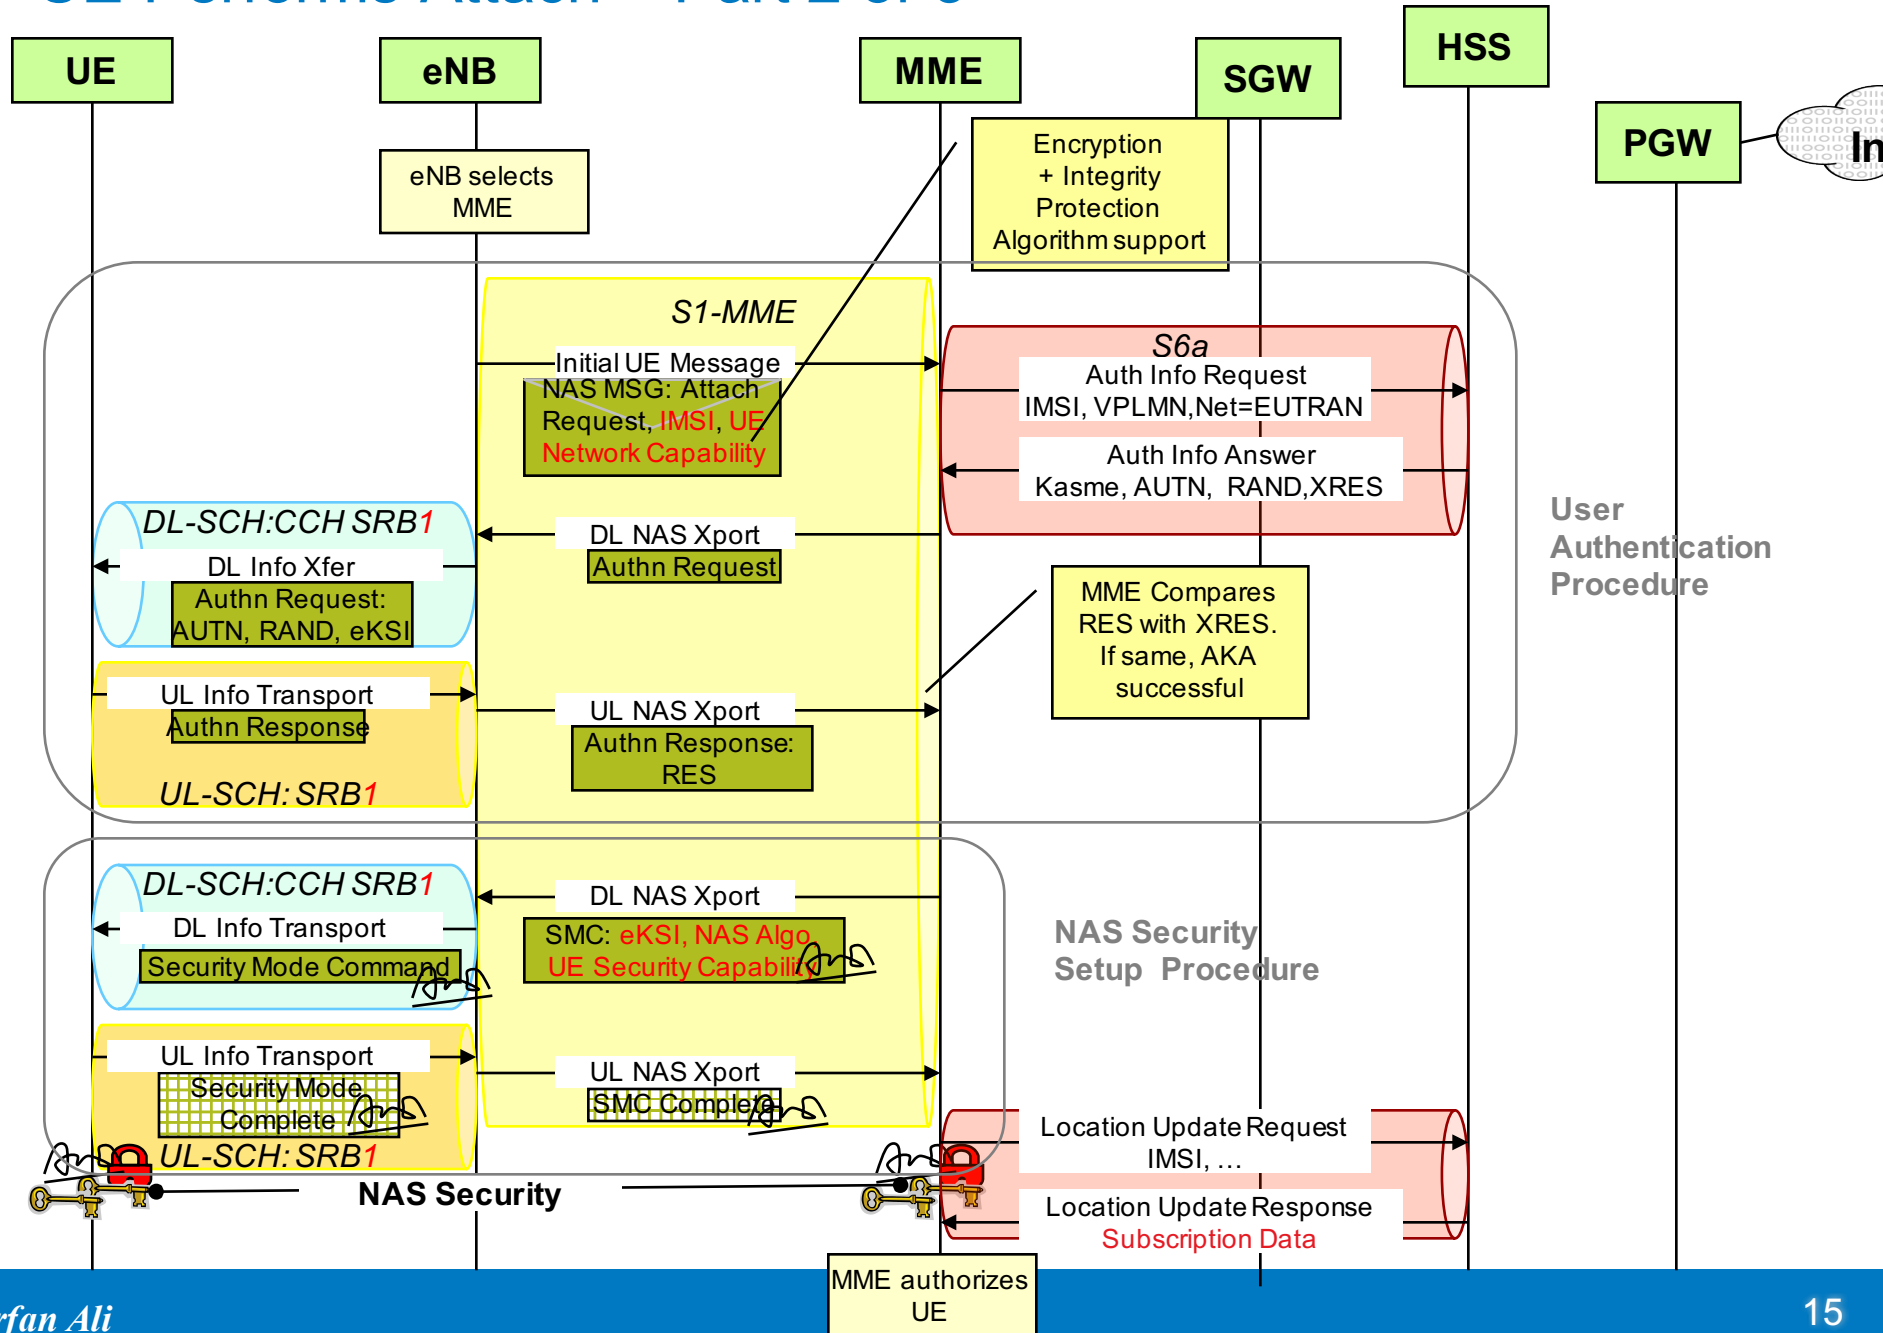 UE
eNB
MME
SGW
HSS
PGW
In
eNB selects
MME
Encryption
+ Integrity
Protection
Algorithm support
S1-MME
S6a
Initial UE Message
NAS MSG: Attach
Request, IMSI, UE
Network Capability
Auth Info Request
IMSI, VPLMN,Net=EUTRAN
Auth Info Answer
Kasme, AUTN, RAND,XRES
User
Authentication
Procedure
DL-SCH:CCH SRB1
DL Info Xfer
Authn Request:
AUTN, RAND, eKSI
DL NAS Xport
Authn Request
MME Compares
RES with XRES.
If same, AKA
successful
UL Info Transport
Authn Response
UL-SCH: SRB1
UL NAS Xport
Authn Response:
RES
DL-SCH:CCH SRB1
DL Info Transport
Security Mode Command
DL NAS Xport
SMC: eKSI, NAS Algo,
UE Security Capability
NAS Security
Setup Procedure
UL Info Transport
Security Mode
Complete
UL-SCH: SRB1
UL NAS Xport
SMC Complete
Location Update Request
IMSI, …
Location Update Response
Subscription Data
NAS Security
MME authorizes
UE
rfan Ali
15